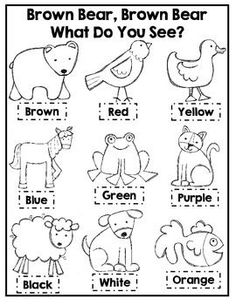 Brown Bear, Brown Bear
What Do You See?
Brown Red Yellow
Blue Green Purple
Black White Orange